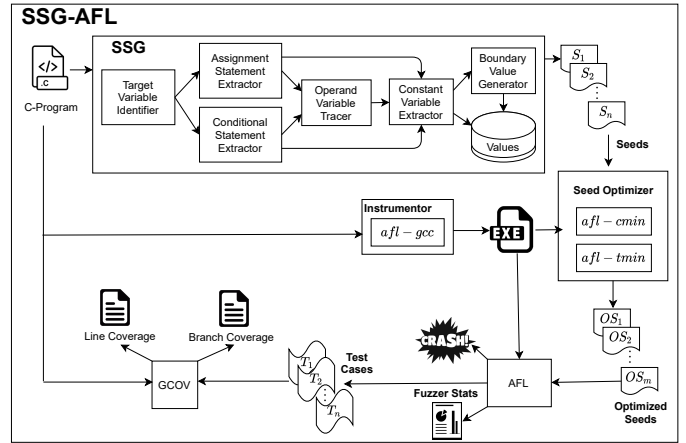 SSG-AFL
SSG
</>
.C
C-Program
Target
Variable
Identifier
Assignment
Statement
Extractor
Conditional
Statement
Extractor
Operand
Variable
Tracer
Constant
Variable
Extractor
Boundary
Value
Generator
Values
S1
S2
Sn
Seeds
Seed Optimizer
afl − cmin
afl − tmin
Instrumentor
afl − gcc
EXE
OS1
OS2
OSm
Optimized
Seeds
AFL
CRASH!
Fuzzer Stats
Test
Cases
T1
T2
Tn
GCOV
Line Coverage
Branch Coverage